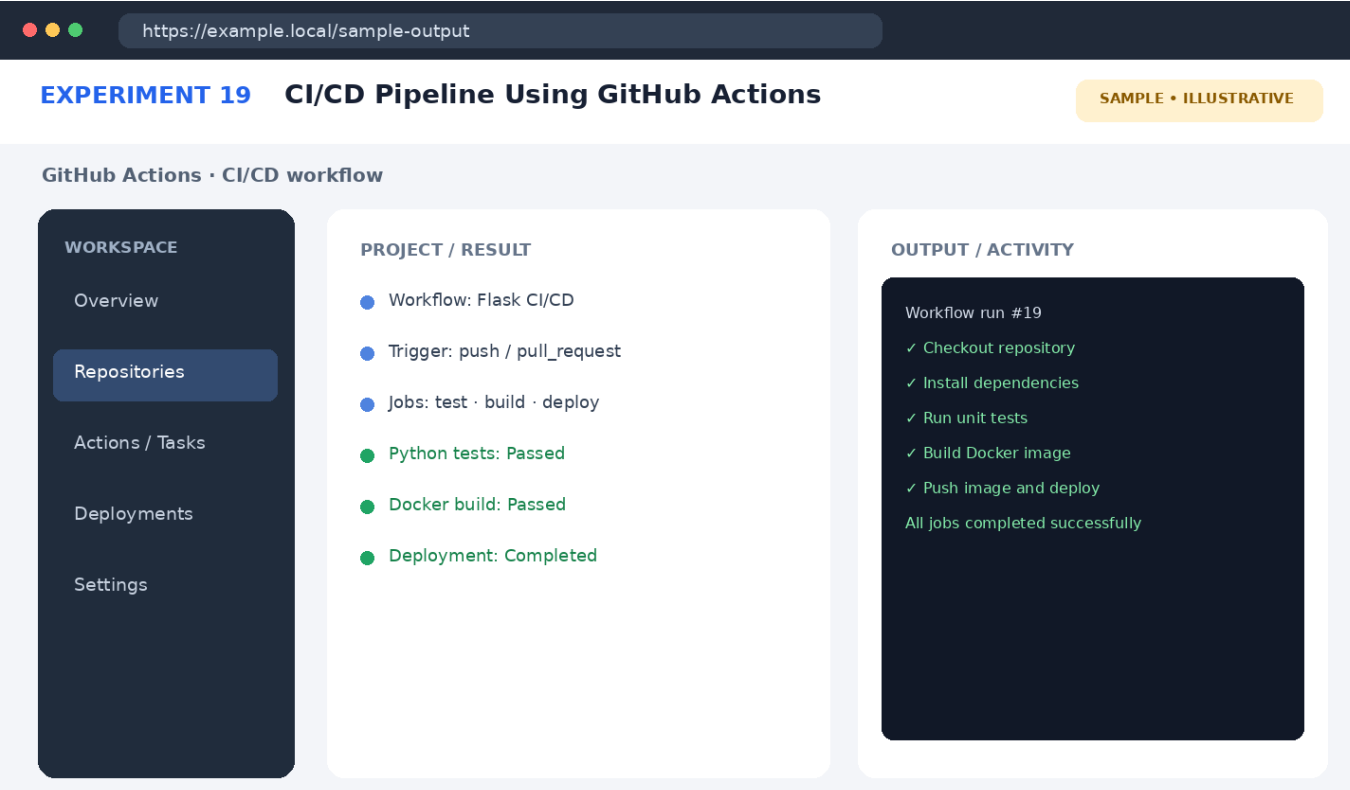 https://example.local/sample-output
EXPERIMENT 19 CI/CD Pipeline Using GitHub Actions
SAMPLE • ILLUSTRATIVE
GitHub Actions · CI/CD workflow
WORKSPACE
Overview
Repositories
Actions / Tasks
Deployments
Settings
PROJECT / RESULT
Workflow: Flask CI/CD
Trigger: push / pull_request
Jobs: test · build · deploy
Python tests: Passed
Docker build: Passed
Deployment: Completed
OUTPUT / ACTIVITY
Workflow run #19
✓ Checkout repository
✓ Install dependencies
✓ Run unit tests
✓ Build Docker image
✓ Push image and deploy
All jobs completed successfully